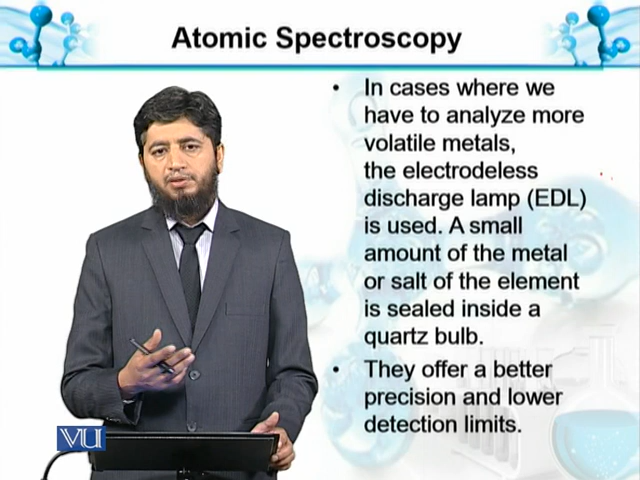 Atomic Spectroscopy
• In cases where we
have to analyze more
volatile metals,
the electrodeless
discharge lamp (EDL)
is used. A small
amount of the metal
or salt of the element
is sealed inside a
quartz bulb.
• They offer a better
precision and lower
detection limits.
VU